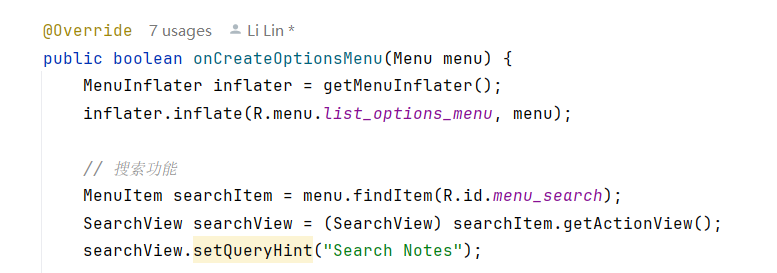 @Override 7 usages Li Lin *
public boolean onCreateOptionsMenu(Menu menu) {
    MenuInflater inflater = getMenuInflater();
    inflater.inflate(R.menu.list_options_menu, menu);

    // 搜索功能
    MenuItem searchItem = menu.findItem(R.id.menu_search);
    SearchView searchView = (SearchView) searchItem.getActionView();
    searchView.setQueryHint("Search Notes");